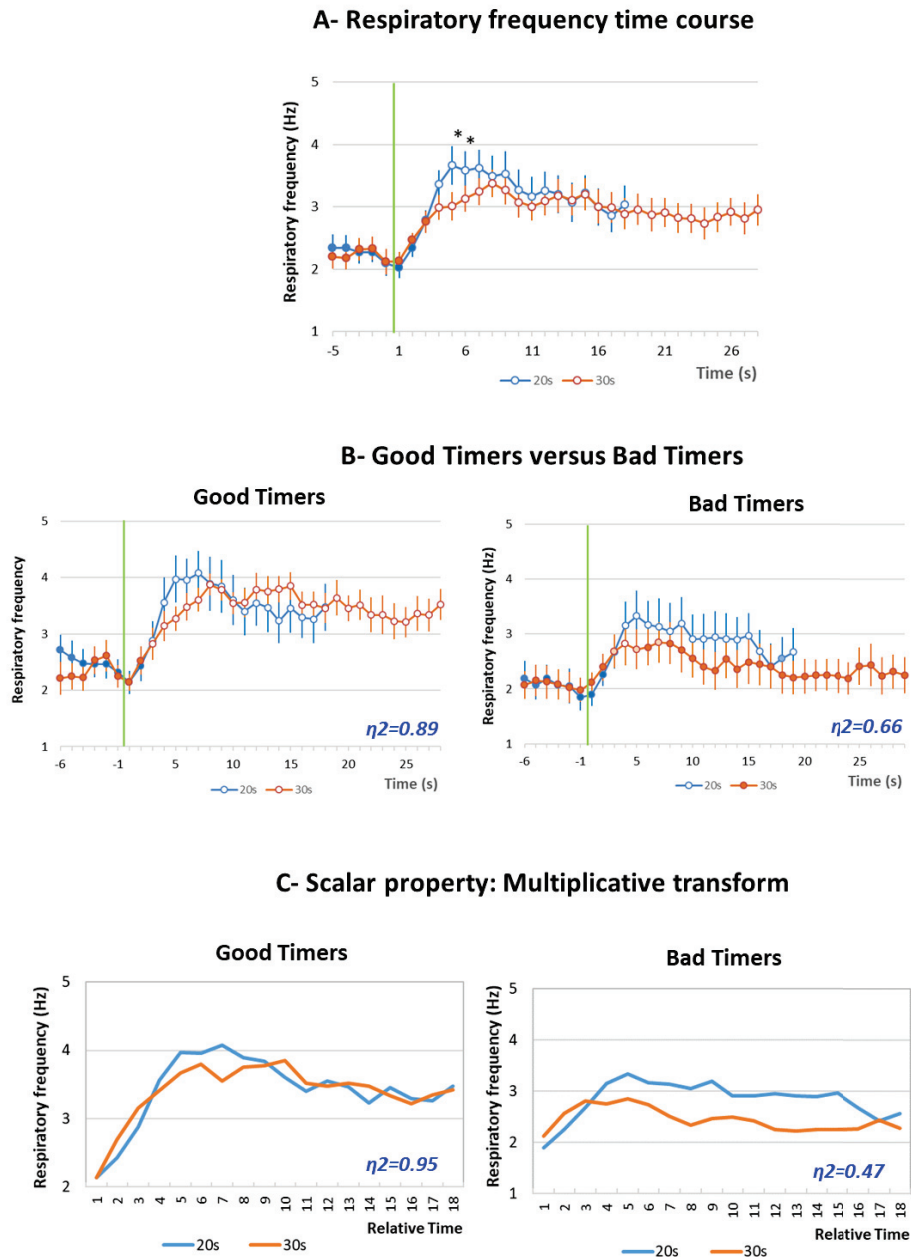 A- Respiratory frequency time course
5
4
3
2
1
Respiratory frequency (Hz)
* *
-5 1 6 11 16 21 26
Time (s)
20s 30s
B- Good Timers versus Bad Timers
Good Timers
5
4
3
2
1
Respiratory frequency
η2=0.89
-6 -1 5 10 15 20 25
Time (s)
20s 30s
Bad Timers
5
4
3
2
1
Respiratory frequency (Hz)
η2=0.66
-6 -1 5 10 15 20 25
Time (s)
20s 30s
C- Scalar property: Multiplicative transform
Good Timers
5
4
3
2
Respiratory frequency (Hz)
η2=0.95
1 2 3 4 5 6 7 8 9 10 11 12 13 14 15 16 17 18
Relative Time
20s 30s
Bad Timers
5
4
3
2
1
Respiratory frequency (Hz)
η2=0.47
1 2 3 4 5 6 7 8 9 10 11 12 13 14 15 16 17 18
Relative Time
20s 30s